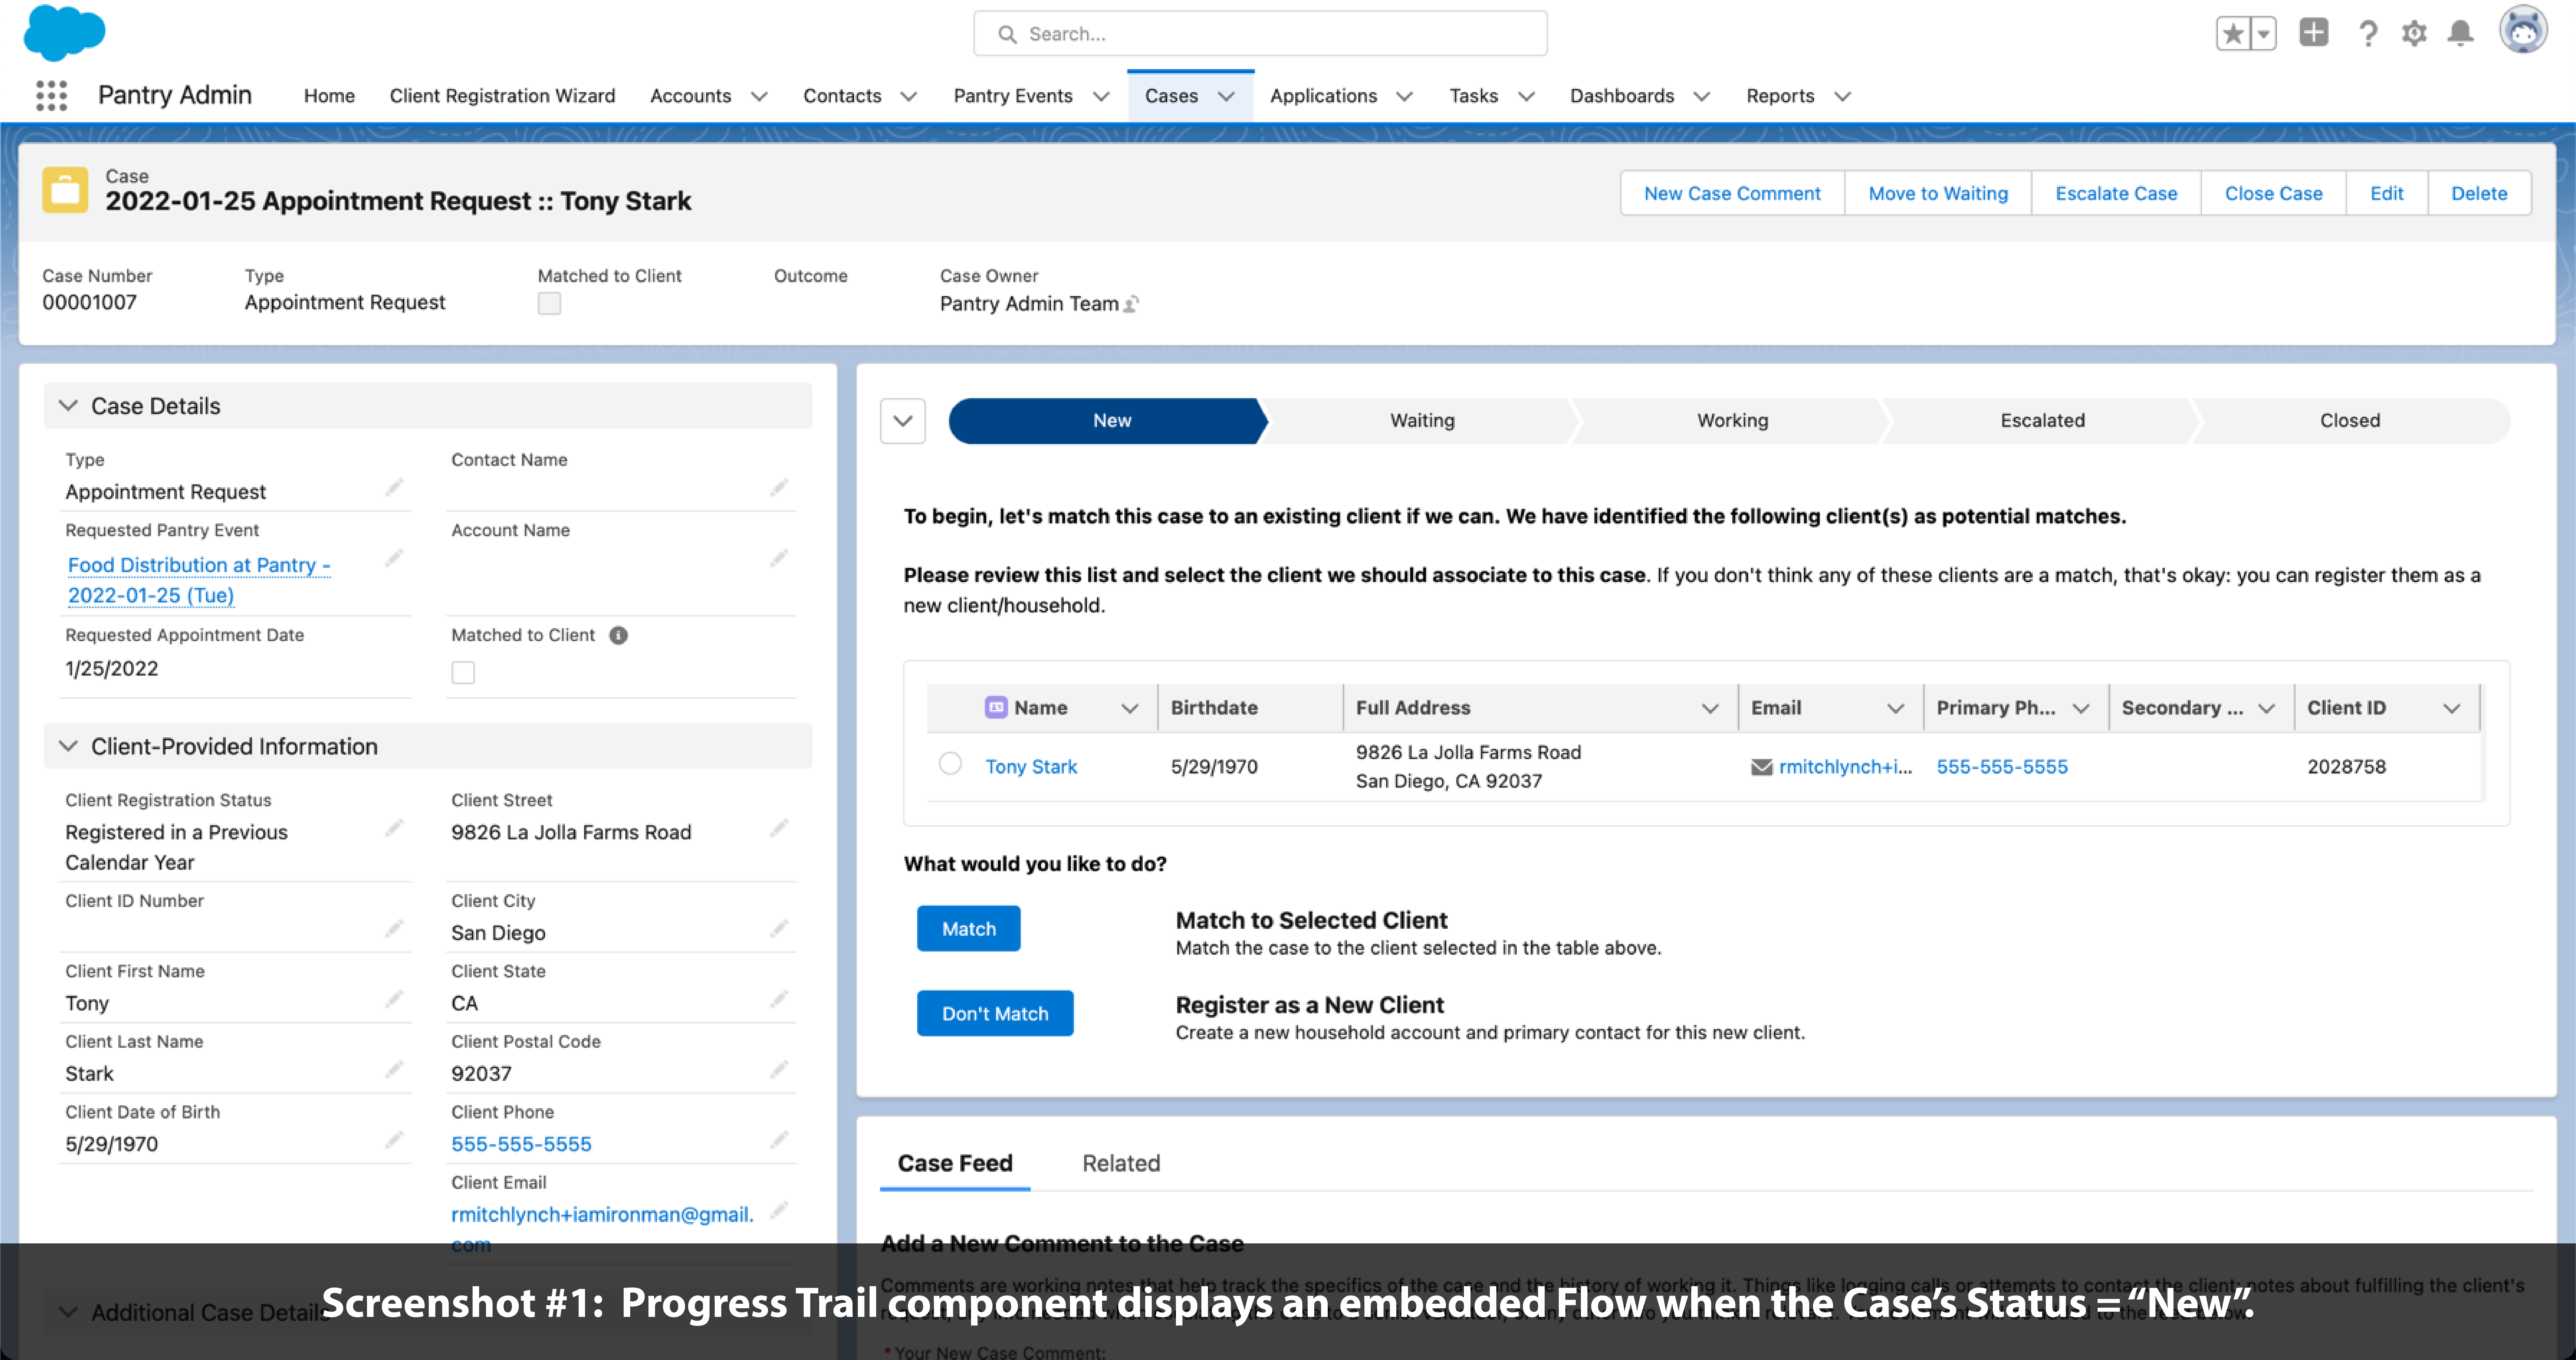 Search...
Pantry Admin
Home
Client Registration Wizard
Accounts
Contacts
Pantry Events
Cases
Applications
Tasks
Dashboards
Reports
Case
2022-01-25 Appointment Request :: Tony Stark
New Case Comment
Move to Waiting
Escalate Case
Close Case
Edit
Delete
Case Number
00001007
Type
Appointment Request
Matched to Client
Outcome
Case Owner
Pantry Admin Team
Case Details
Type
Appointment Request
Contact Name
Requested Pantry Event
Food Distribution at Pantry -
2022-01-25 (Tue)
Account Name
Requested Appointment Date
1/25/2022
Matched to Client
Client-Provided Information
Client Registration Status
Registered in a Previous
Calendar Year
Client Street
9826 La Jolla Farms Road
Client ID Number
Client City
San Diego
Client First Name
Tony
Client State
CA
Client Last Name
Stark
Client Postal Code
92037
Client Date of Birth
5/29/1970
Client Phone
555-555-5555
Client Email
rmitchlynch+iamironman@gmail.
com
Additional Case Details
New
Waiting
Working
Escalated
Closed
To begin, let's match this case to an existing client if we can. We have identified the following client(s) as potential matches.
Please review this list and select the client we should associate to this case. If you don't think any of these clients are a match, that's okay: you can register them as a
new client/household.
Name
Birthdate
Full Address
Email
Primary Ph...
Secondary ...
Client ID
Tony Stark
5/29/1970
9826 La Jolla Farms Road
San Diego, CA 92037
rmitchlynch+i...
555-555-5555
2028758
What would you like to do?
Match
Match to Selected Client
Match the case to the client selected in the table above.
Don't Match
Register as a New Client
Create a new household account and primary contact for this new client.
Case Feed
Related
Add a New Comment to the Case
Comments are working notes that help track the specifics of the case and the history of working it. Things like logging calls or attempts to contact the client; notes about fulfilling the client's
* Your New Case Comment:
Screenshot #1: Progress Trail component displays an embedded Flow when the Case’s Status = “New”.